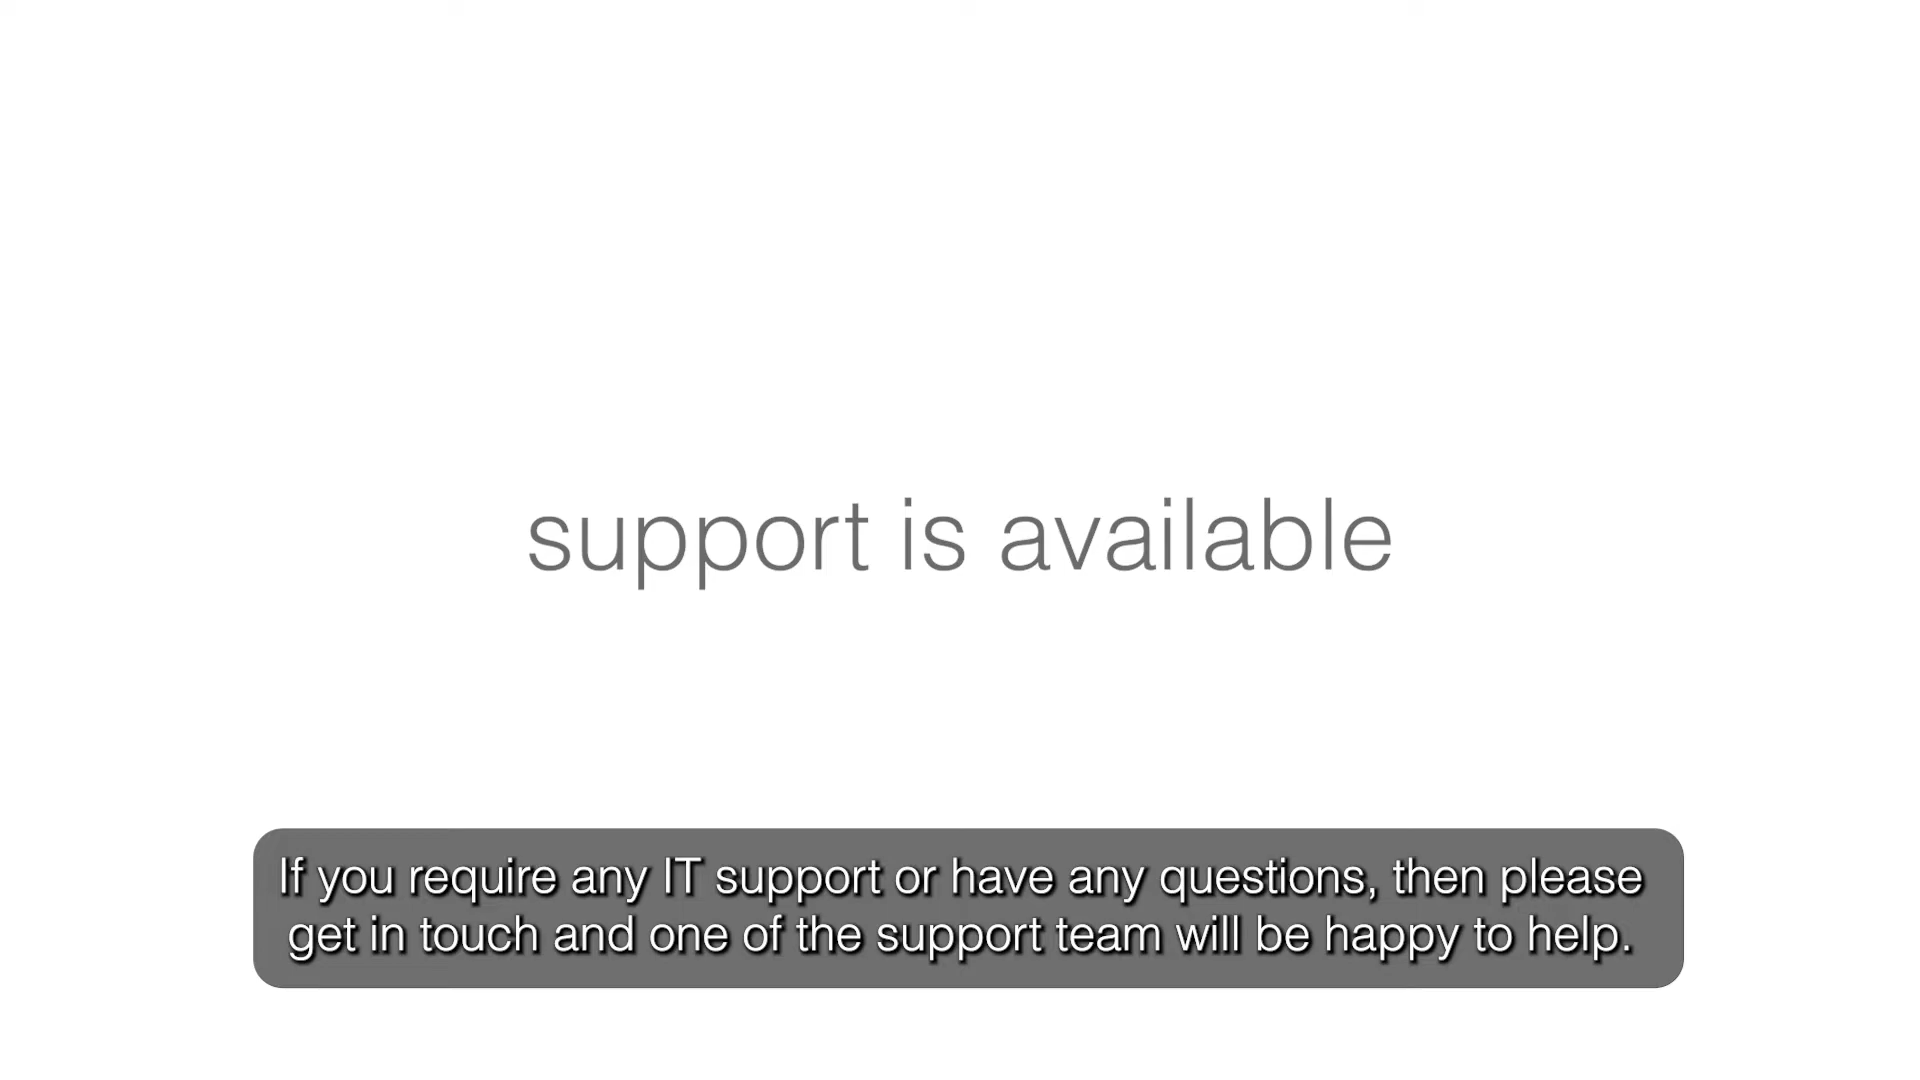 support is available
If you require any IT support or have any questions, then please
get in touch and one of the support team will be happy to help.